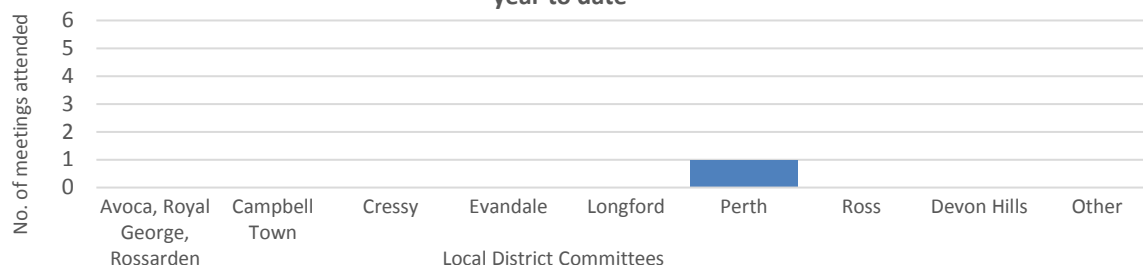 year to date
No. of meetings attended
6
5
4
3
2
1
0
Avoca, Royal George, Rossarden
Campbell Town
Cressy
Evandale
Longford
Perth
Ross
Devon Hills
Other
Local District Committees